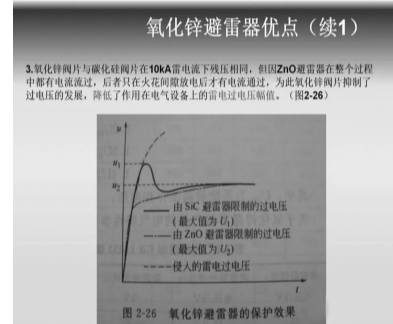 氧化锌避雷器优点（续1）
3.氧化锌阀片与碳化硅阀片在10kA雷电流下残压相同，但因ZnO避雷器在整个过程
中都有电流流过，后者只在火花间隙放电后才有电流通过，为此氧化锌阀片抑制了
过电压的发展，降低了作用在电气设备上的雷电过电压幅值。（图2-26）
u
u₁
u₂
由 SiC 避雷器限制的过电压
（最大值为 U₁）
由 ZnO 避雷器限制的过电压
（最大值为 U₂）
侵入的雷电过电压
t
图 2-26 氧化锌避雷器的保护效果